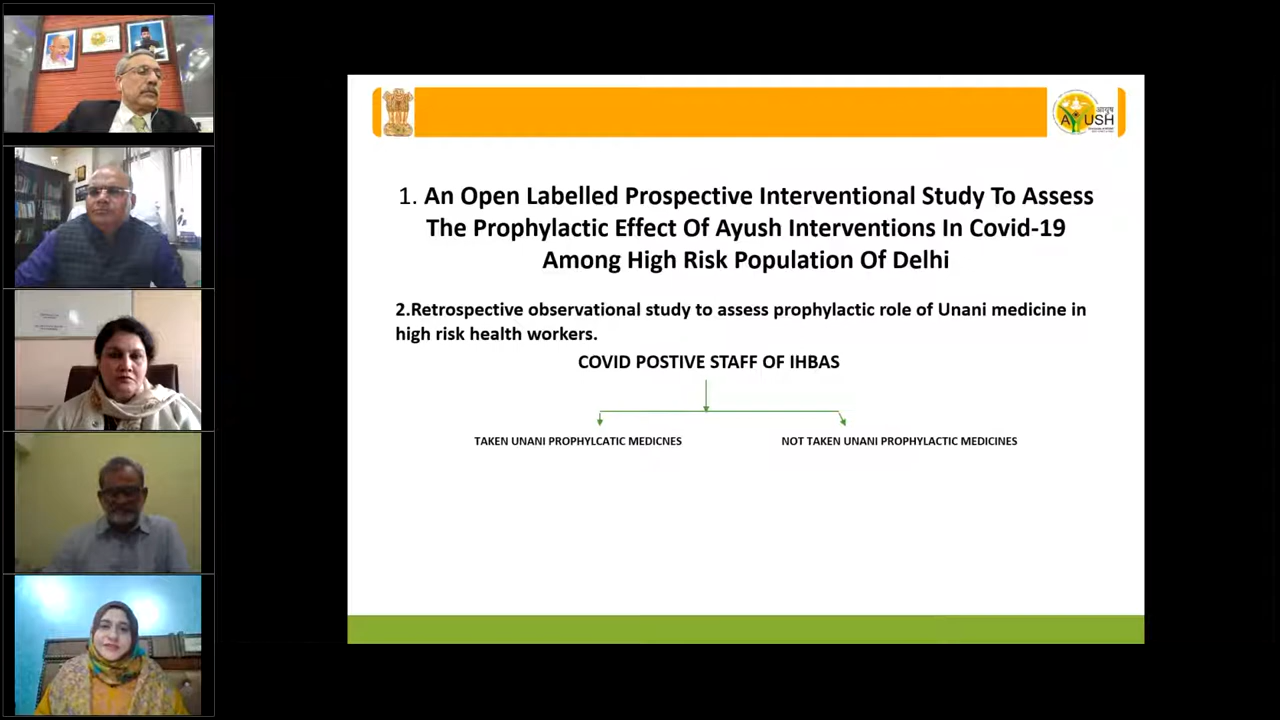 आयुष
AYUSH
1. An Open Labelled Prospective Interventional Study To Assess
The Prophylactic Effect Of Ayush Interventions In Covid-19
Among High Risk Population Of Delhi
2.Retrospective observational study to assess prophylactic role of Unani medicine in
high risk health workers.
COVID POSTIVE STAFF OF IHBAS
TAKEN UNANI PROPHYLCATIC MEDICNES
NOT TAKEN UNANI PROPHYLACTIC MEDICINES